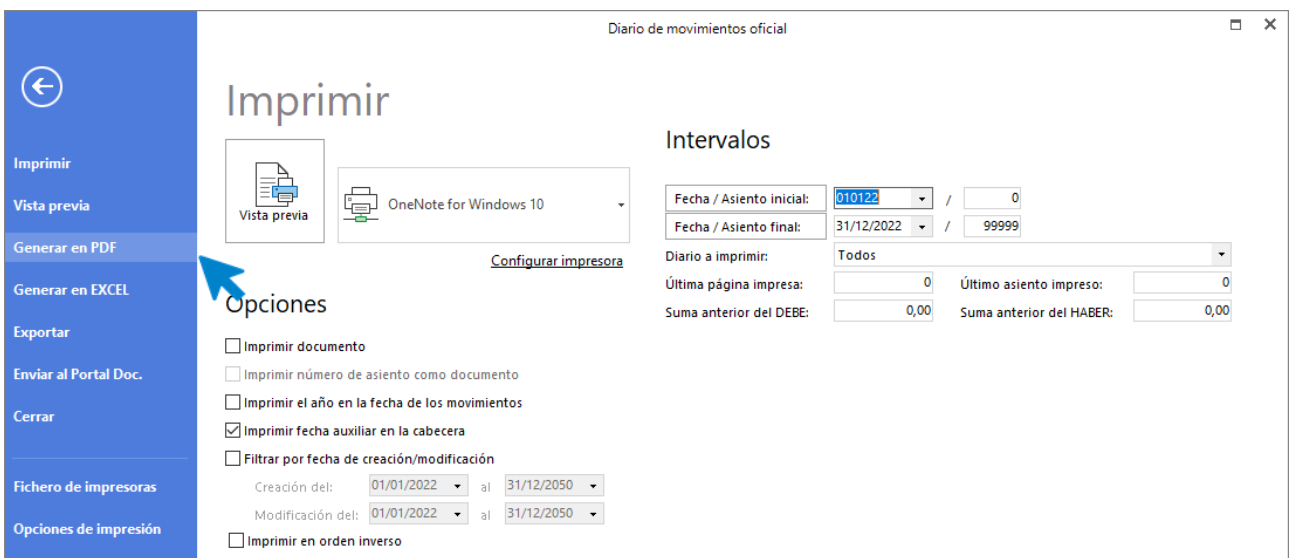 Diario de movimientos oficial
Imprimir
Vista previa
Generar en PDF
Generar en EXCEL
Exportar
Enviar al Portal Doc.
Cerrar
Fichero de impresoras
Opciones de impresión
Imprimir
Vista previa
OneNote for Windows 10
Configurar impresora
Opciones
Imprimir documento
Imprimir número de asiento como documento
Imprimir el año en la fecha de los movimientos
Imprimir fecha auxiliar en la cabecera
Filtrar por fecha de creación/modificación
Creación del: 01/01/2022 al 31/12/2050
Modificación del: 01/01/2022 al 31/12/2050
Imprimir en orden inverso
Intervalos
Fecha / Asiento inicial: 010122 / 0
Fecha / Asiento final: 31/12/2022 / 99999
Diario a imprimir: Todos
Última página impresa: 0 Último asiento impreso: 0
Suma anterior del DEBE: 0,00 Suma anterior del HABER: 0,00